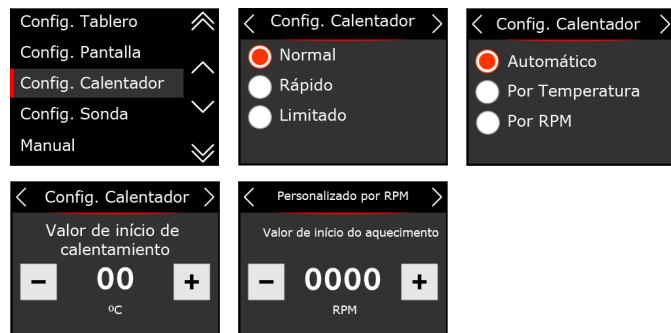 Config. Tablero
Config. Pantalla
Config. Calentador
Config. Sonda
Manual
Config. Calentador
Normal
Rápido
Limitado
Config. Calentador
Automático
Por Temperatura
Por RPM
Config. Calentador
Valor de início de
calentamiento
− 00 +
ºC
Personalizado por RPM
Valor de início do aquecimento
− 0000 +
RPM